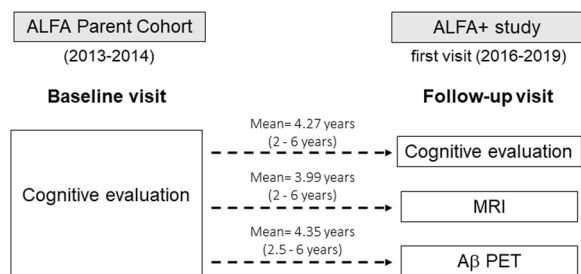 ALFA Parent Cohort
(2013-2014)
Baseline visit
Cognitive evaluation
Mean= 4.27 years
(2 - 6 years)
Mean= 3.99 years
(2 - 6 years)
Mean= 4.35 years
(2.5 - 6 years)
ALFA+ study
first visit (2016-2019)
Follow-up visit
Cognitive evaluation
MRI
Aβ PET